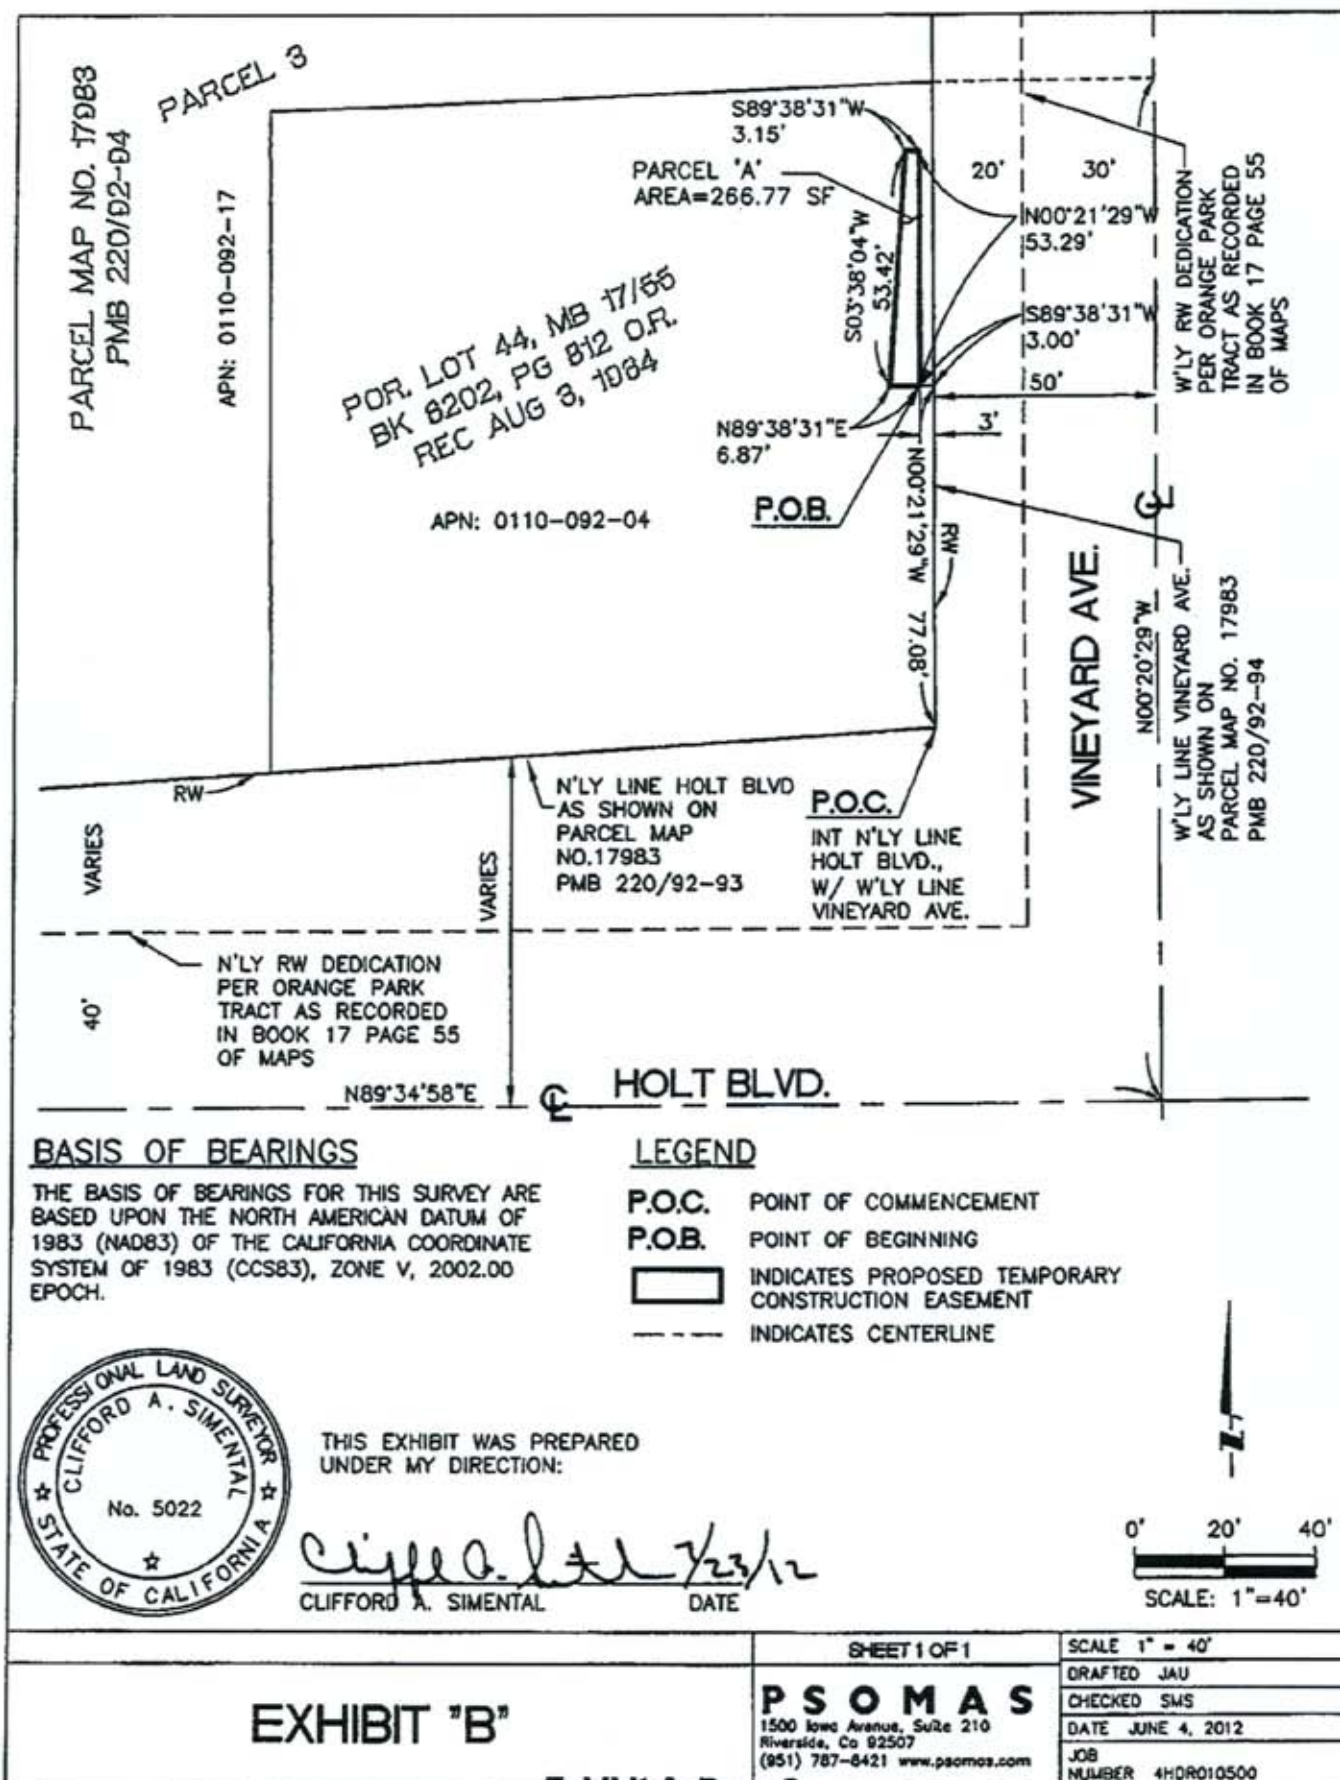 PARCEL MAP NO. 17983
PMB 220/92-94
PARCEL 3
APN: 0110-092-17
POR. LOT 44, MB 17/55
BK 8202, PG 812 O.R.
REC AUG 3, 1984
APN: 0110-092-04
S89°38'31"W
3.15'
PARCEL 'A'
AREA=266.77 SF
S03°38'04"W
53.42'
20'
30'
N00°21'29"W
53.29'
S89°38'31"W
3.00'
50'
3'
N89°38'31"E
6.87'
P.O.B.
N00°21'29"W 77.08'
RW
W'LY RW DEDICATION
PER ORANGE PARK
TRACT AS RECORDED
IN BOOK 17 PAGE 55
OF MAPS
CL
VINEYARD AVE.
N00°20'29"W
W'LY LINE VINEYARD AVE.
AS SHOWN ON
PARCEL MAP NO. 17983
PMB 220/92-94
RW
VARIES
40'
VARIES
N'LY LINE HOLT BLVD
AS SHOWN ON
PARCEL MAP
NO.17983
PMB 220/92-93
P.O.C.
INT N'LY LINE
HOLT BLVD.,
W/ W'LY LINE
VINEYARD AVE.
N'LY RW DEDICATION
PER ORANGE PARK
TRACT AS RECORDED
IN BOOK 17 PAGE 55
OF MAPS
N89°34'58"E
CL
HOLT BLVD.
BASIS OF BEARINGS
THE BASIS OF BEARINGS FOR THIS SURVEY ARE
BASED UPON THE NORTH AMERICAN DATUM OF
1983 (NAD83) OF THE CALIFORNIA COORDINATE
SYSTEM OF 1983 (CCS83), ZONE V, 2002.00
EPOCH.
LEGEND
P.O.C. POINT OF COMMENCEMENT
P.O.B. POINT OF BEGINNING
INDICATES PROPOSED TEMPORARY
CONSTRUCTION EASEMENT
INDICATES CENTERLINE
PROFESSIONAL LAND SURVEYOR
CLIFFORD A. SIMENTAL
No. 5022
STATE OF CALIFORNIA
THIS EXHIBIT WAS PREPARED
UNDER MY DIRECTION:
7/23/12
CLIFFORD A. SIMENTAL DATE
Z
0' 20' 40'
SCALE: 1"=40'
SHEET 1 OF 1
EXHIBIT "B"
PSOMAS
1500 Iowa Avenue, Suite 210
Riverside, Ca 92507
(951) 787-8421 www.psomas.com
SCALE 1" = 40'
DRAFTED JAU
CHECKED SMS
DATE JUNE 4, 2012
JOB
NUMBER 4HDR010500